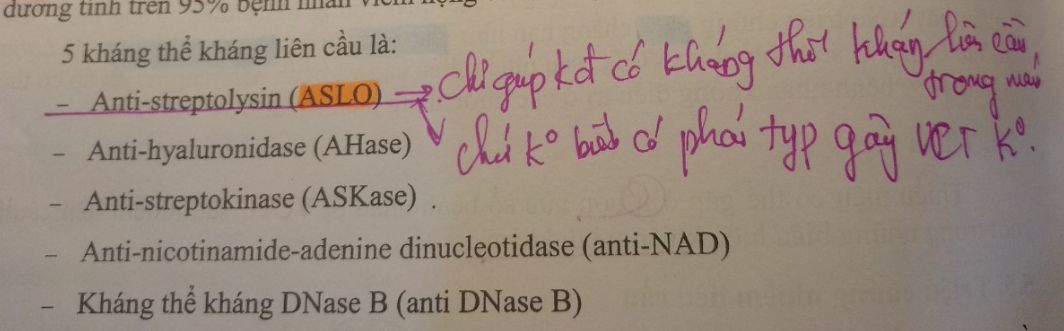 dương tính trên 95% bệnh nhân viêm họng
5 kháng thể kháng liên cầu là:
– Anti-streptolysin (ASLO) → chỉ giúp kđ có kháng thể kháng liên cầu trong máu
chứ k° biết có phải typ gây VCT k°.
– Anti-hyaluronidase (AHase)
– Anti-streptokinase (ASKase) .
– Anti-nicotinamide-adenine dinucleotidase (anti-NAD)
– Kháng thể kháng DNase B (anti DNase B)